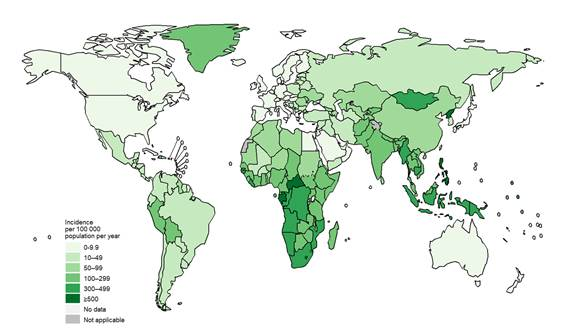 Incidence
per 100 000
population per year
0–9.9
10–49
50–99
100–299
300–499
≥500
No data
Not applicable